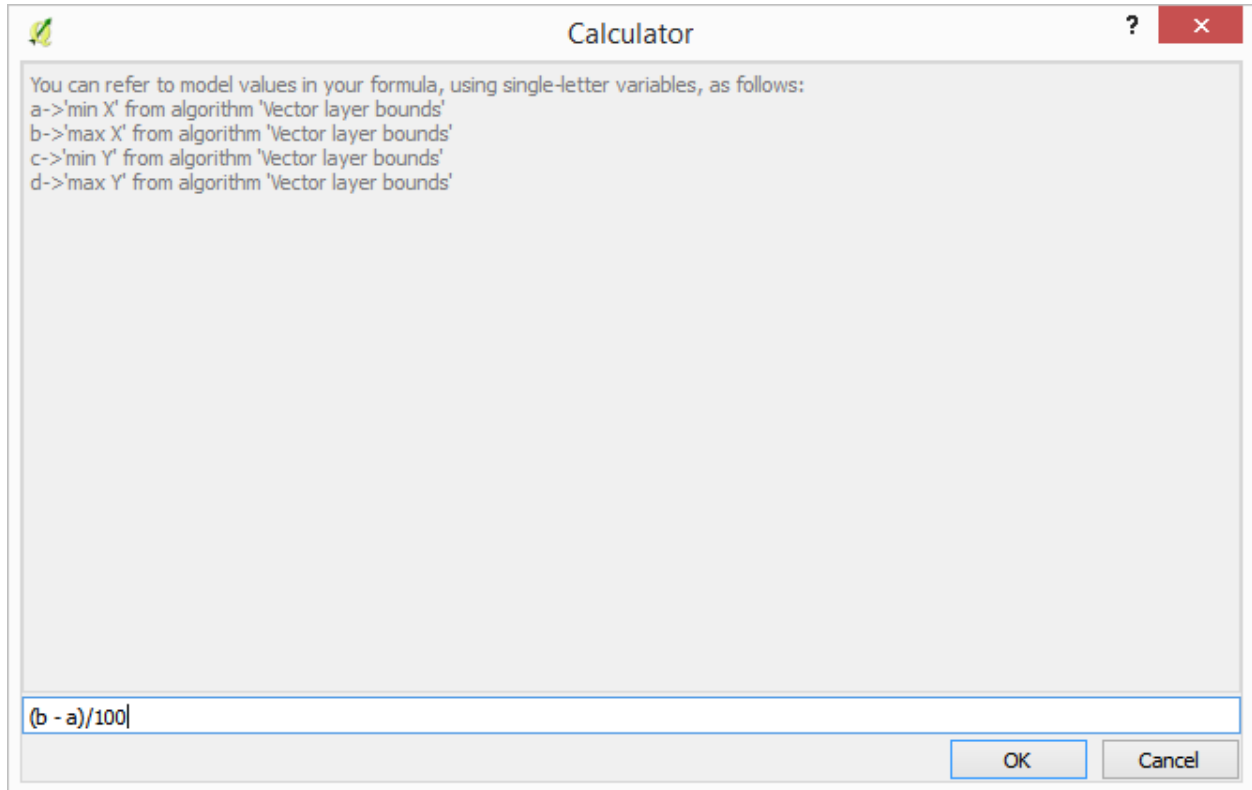 Calculator
?
You can refer to model values in your formula, using single-letter variables, as follows:
a->'min X' from algorithm 'Vector layer bounds'
b->'max X' from algorithm 'Vector layer bounds'
c->'min Y' from algorithm 'Vector layer bounds'
d->'max Y' from algorithm 'Vector layer bounds'
(b - a)/100
OK
Cancel